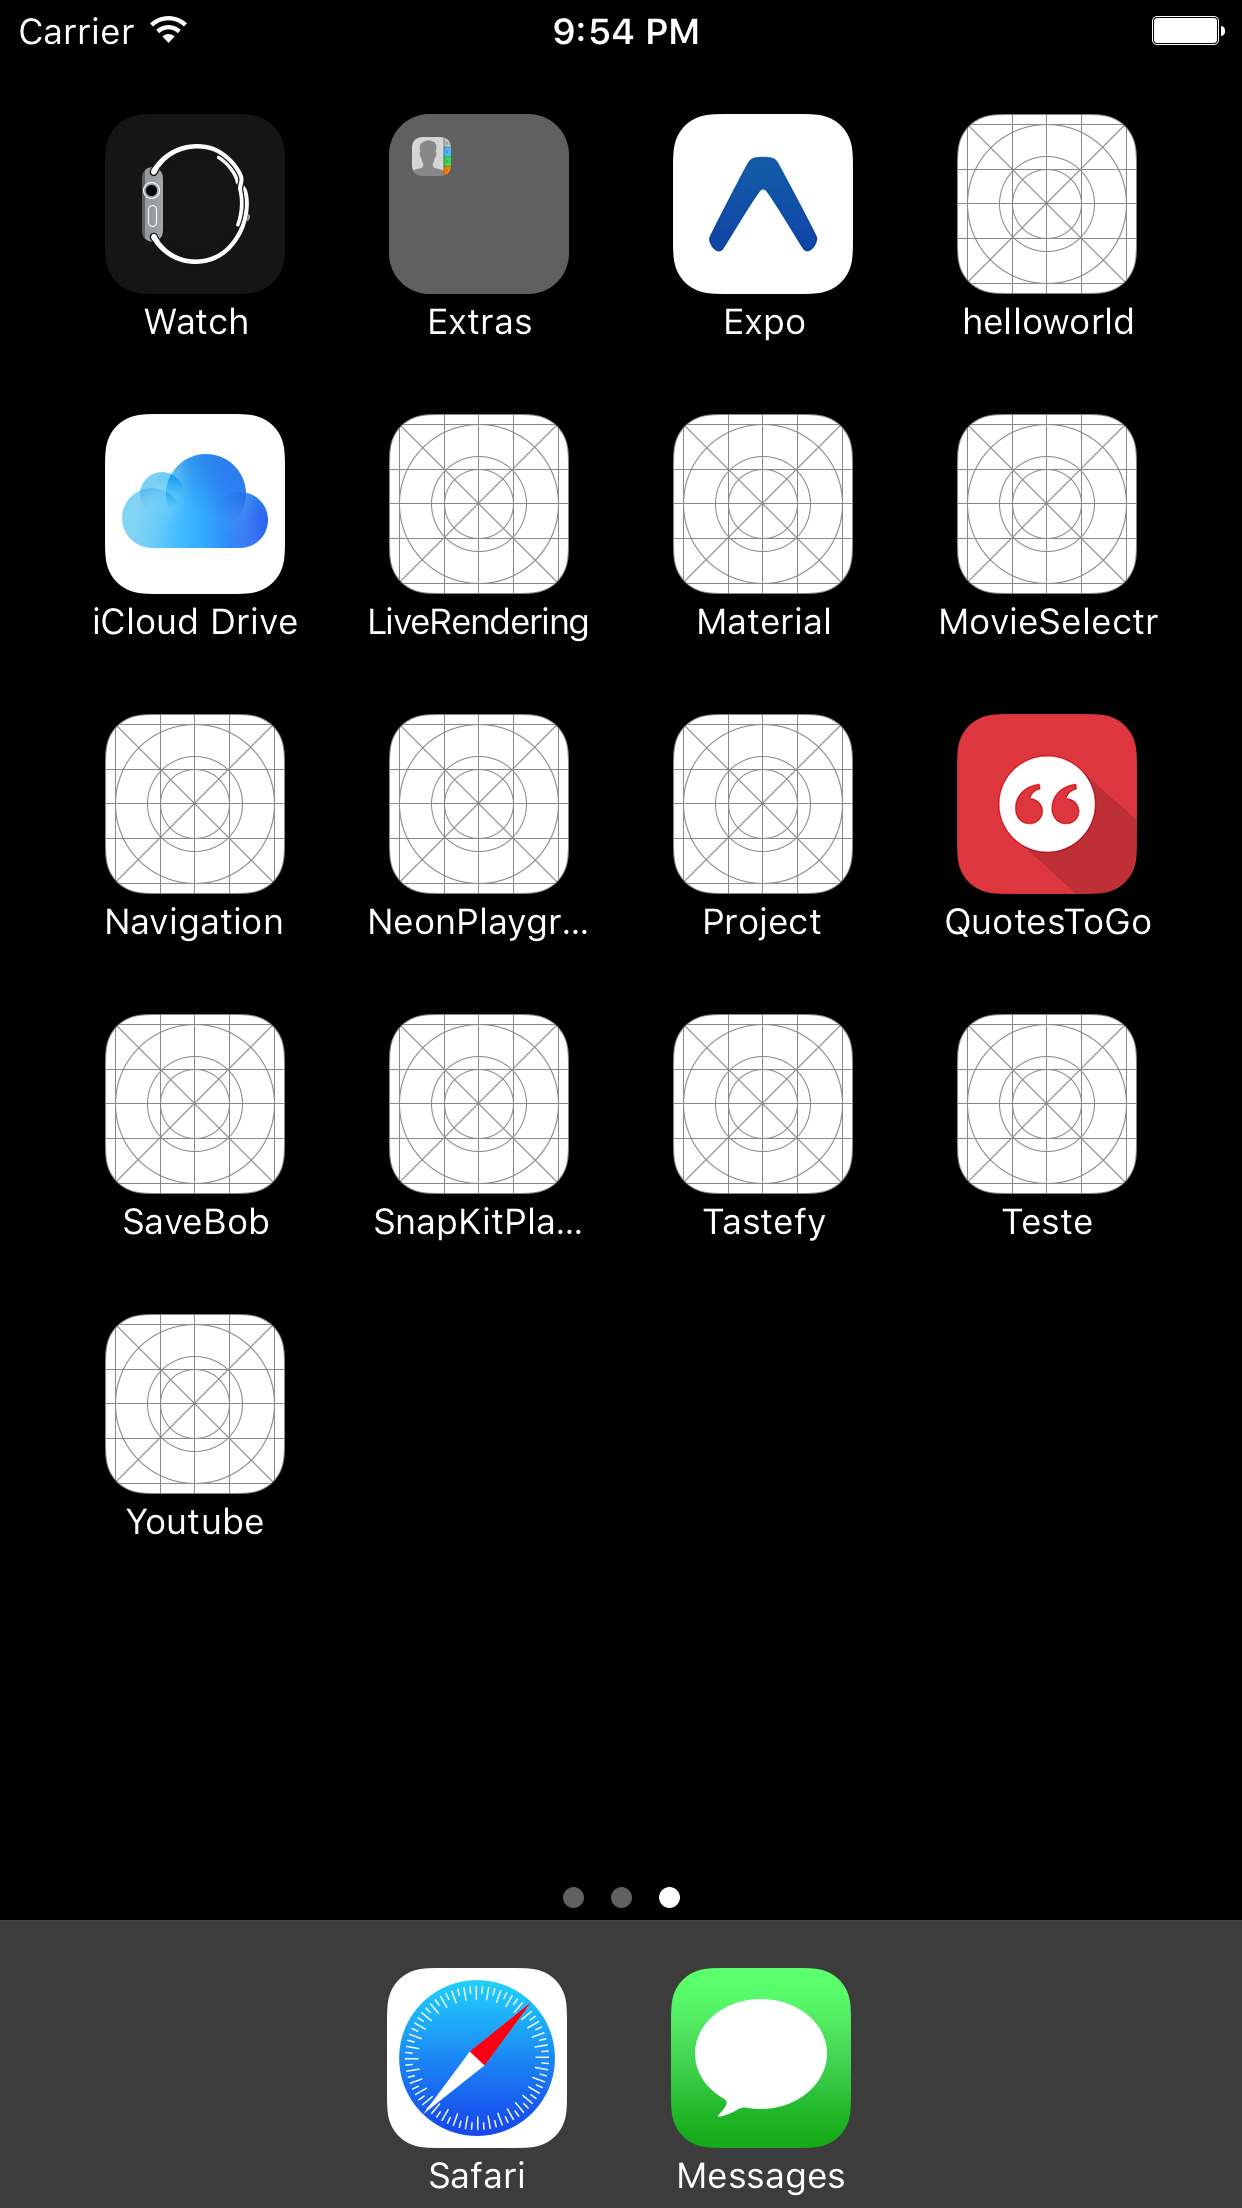 Carrier 9:54 PM
Watch Extras Expo helloworld
iCloud Drive LiveRendering Material MovieSelectr
Navigation NeonPlaygr... Project QuotesToGo
SaveBob SnapKitPla... Tastefy Teste
Youtube
Safari Messages